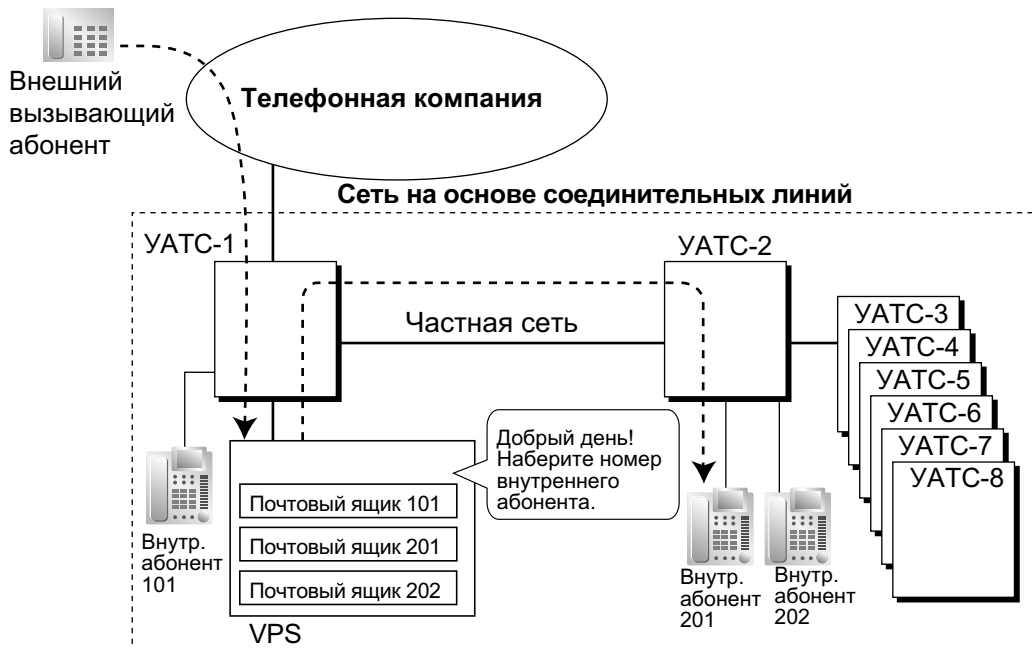 Внешний
вызывающий
абонент
Телефонная компания
Сеть на основе соединительных линий
УАТС-1
УАТС-2
Частная сеть
УАТС-3
УАТС-4
УАТС-5
УАТС-6
УАТС-7
УАТС-8
Добрый день!
Наберите номер
внутреннего
абонента.
Почтовый ящик 101
Почтовый ящик 201
Почтовый ящик 202
VPS
Внутр.
абонент
101
Внутр.
абонент
201
Внутр.
абонент
202